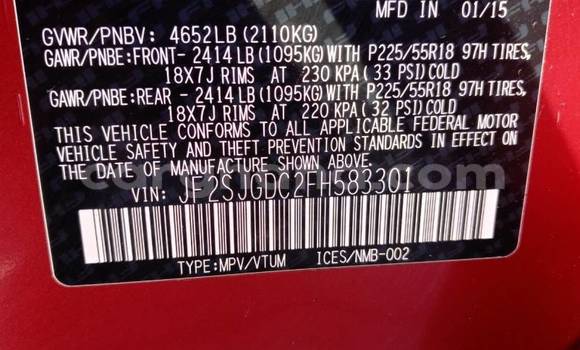 MFD IN 01/15
GVWR/PNBV: 4652LB (2110KG)
GAWR/PNBE:FRONT- 2414 LB (1095KG) WITH P225/55R18 97H TIRES,
18X7J RIMS AT 230 KPA ( 33 PSI) COLD
GAWR/PNBE:REAR - 2414 LB (1095KG) WITH P225/55R18 97H TIRES,
18X7J RIMS AT 220 KPA ( 32 PSI) COLD
THIS VEHICLE CONFORMS TO ALL APPLICABLE FEDERAL MOTOR
VEHICLE SAFETY AND THEFT PREVENTION STANDARDS IN EFFECT ON
THE DATE OF MANUFACTURE SHOWN ABOVE.
VIN: JF2SJGDC2FH583301
TYPE:MPV/VTUM ICES/NMB-002